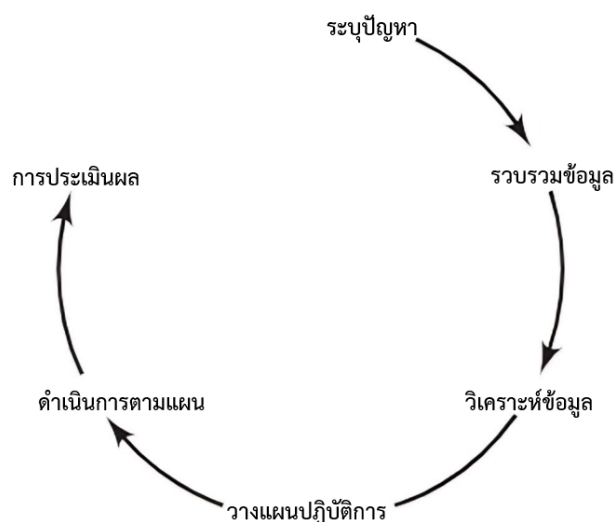 ระบุปัญหา
รวบรวมข้อมูล
วิเคราะห์ข้อมูล
วางแผนปฏิบัติการ
ดำเนินการตามแผน
การประเมินผล